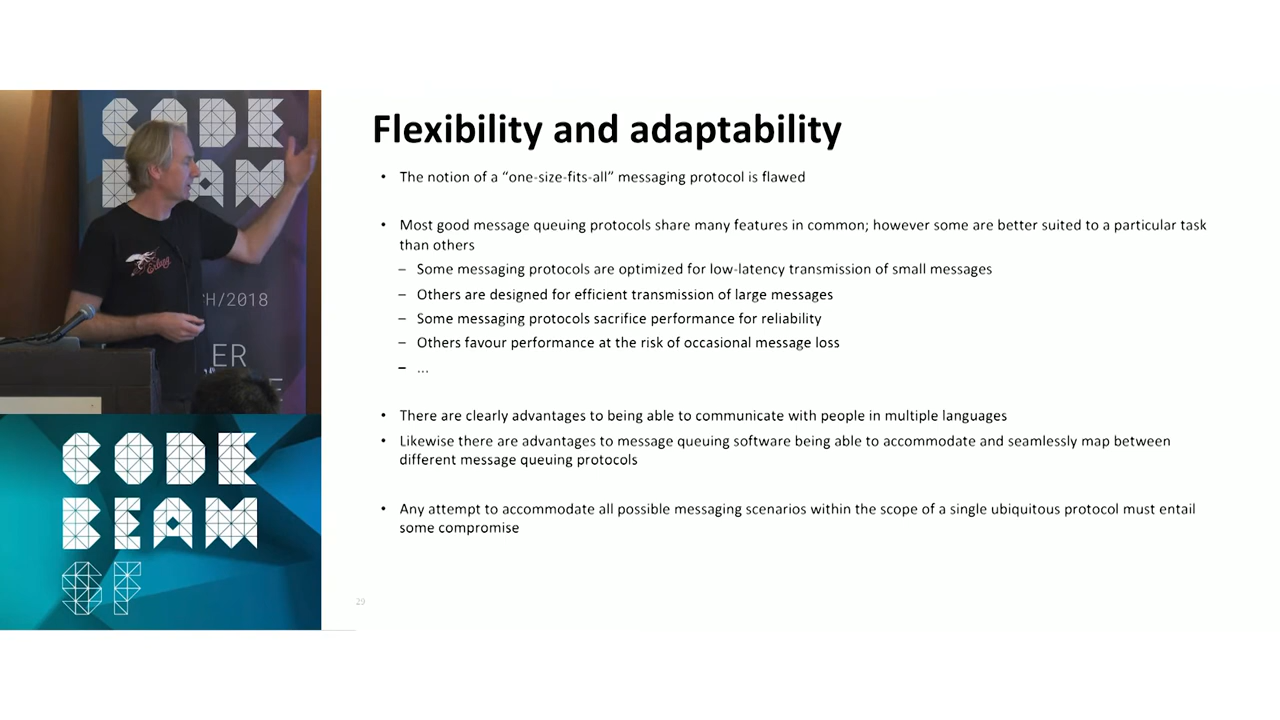 CODE
BEAM
Erlang
CH/2018
ER
E
CODE
BEAM
SF
Flexibility and adaptability
• The notion of a “one-size-fits-all” messaging protocol is flawed
• Most good message queuing protocols share many features in common; however some are better suited to a particular task
than others
– Some messaging protocols are optimized for low-latency transmission of small messages
– Others are designed for efficient transmission of large messages
– Some messaging protocols sacrifice performance for reliability
– Others favour performance at the risk of occasional message loss
– ...
• There are clearly advantages to being able to communicate with people in multiple languages
• Likewise there are advantages to message queuing software being able to accommodate and seamlessly map between
different message queuing protocols
• Any attempt to accommodate all possible messaging scenarios within the scope of a single ubiquitous protocol must entail
some compromise
29